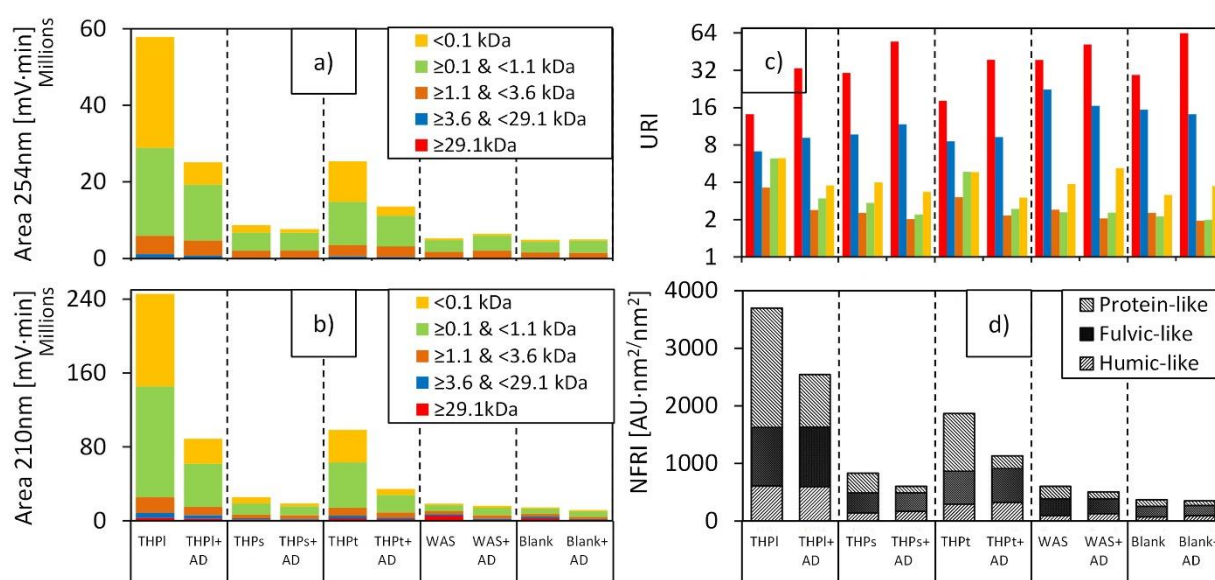 a)
Area 254nm [mV·min]
Millions
60
40
20
0
<0.1 kDa
≥0.1 & <1.1 kDa
≥1.1 & <3.6 kDa
≥3.6 & <29.1 kDa
≥29.1kDa
c)
URI
64
32
16
8
4
2
1
b)
Area 210nm [mV·min]
Millions
240
160
80
0
<0.1 kDa
≥0.1 & <1.1 kDa
≥1.1 & <3.6 kDa
≥3.6 & <29.1 kDa
≥29.1kDa
THPl
THPl+
AD
THPs
THPs+
AD
THPt
THPt+
AD
WAS
WAS+
AD
Blank
Blank+
AD
d)
NFRI [AU·nm²/nm²]
4000
3000
2000
1000
0
Protein-like
Fulvic-like
Humic-like
THPl
THPl+
AD
THPs
THPs+
AD
THPt
THPt+
AD
WAS
WAS+
AD
Blank
Blank+
AD